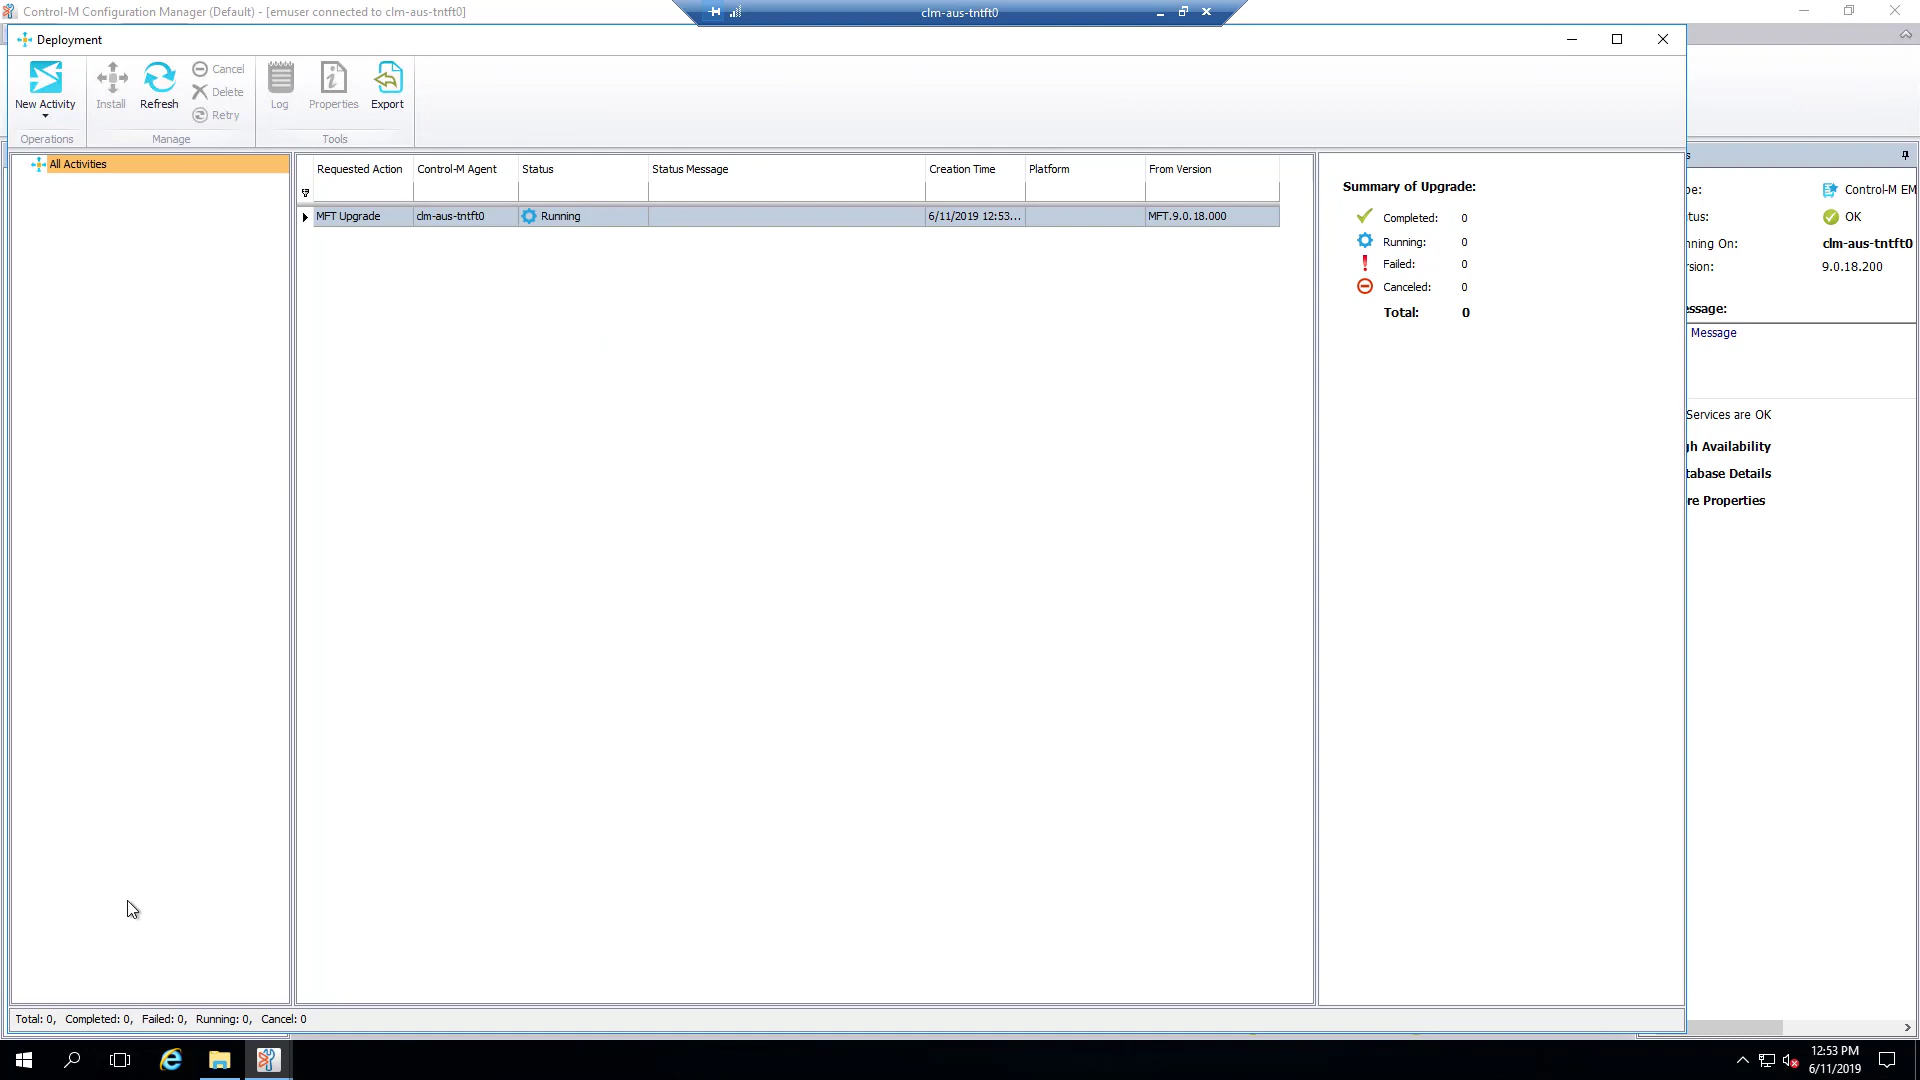 Control-M Configuration Manager (Default) - [emuser connected to clm-aus-tntft0]
clm-aus-tntft0
Deployment
New Activity
Install
Refresh
Cancel
Delete
Retry
Log
Properties
Export
Operations
Manage
Tools
All Activities
Requested Action
Control-M Agent
Status
Status Message
Creation Time
Platform
From Version
MFT Upgrade
clm-aus-tntft0
Running
6/11/2019 12:53...
MFT.9.0.18.000
Summary of Upgrade:
Completed: 0
Running: 0
Failed: 0
Canceled: 0
Total: 0
s
pe: Control-M EM
tus: OK
nning On: clm-aus-tntft0
sion: 9.0.18.200
essage:
Message
Services are OK
gh Availability
tabase Details
re Properties
Total: 0, Completed: 0, Failed: 0, Running: 0, Cancel: 0
12:53 PM
6/11/2019